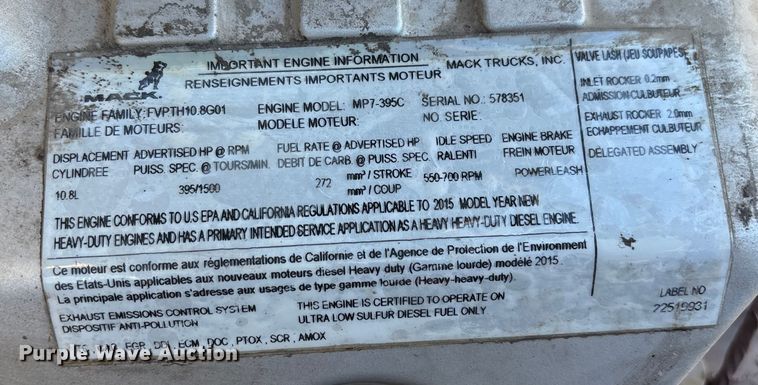 IMPORTANT ENGINE INFORMATION
RENSEIGNEMENTS IMPORTANTS MOTEUR
MACK TRUCKS, INC.
MACK
ENGINE FAMILY: FVPTH10.8G01
FAMILLE DE MOTEURS:
ENGINE MODEL: MP7-395C
MODELE MOTEUR:
SERIAL NO.: 578351
NO. SERIE:
DISPLACEMENT ADVERTISED HP @ RPM FUEL RATE @ ADVERTISED HP IDLE SPEED ENGINE BRAKE
CYLINDREE PUISS. SPEC. @ TOURS/MIN. DEBIT DE CARB. @ PUISS. SPEC. RALENTI FREIN MOTEUR
10.8L 395/1500 272 mm³ / STROKE 550-700 RPM POWERLEASH
mm³ / COUP
THIS ENGINE CONFORMS TO U.S EPA AND CALIFORNIA REGULATIONS APPLICABLE TO 2015 MODEL YEAR NEW
HEAVY-DUTY ENGINES AND HAS A PRIMARY INTENDED SERVICE APPLICATION AS A HEAVY HEAVY-DUTY DIESEL ENGINE.
Ce moteur est conforme aux réglementations de Californie et de l'Agence de Protection de l'Environment
des Etats-Unis applicables aux nouveaux moteurs diesel Heavy duty (Gamme lourde) modélé 2015.
La principale application s'adresse aux usages de type gamme lourde (Heavy-heavy-duty).
EXHAUST EMISSIONS CONTROL SYSTEM
DISPOSITIF ANTI-POLLUTION
THIS ENGINE IS CERTIFIED TO OPERATE ON
ULTRA LOW SULFUR DIESEL FUEL ONLY.
EGR, DDI, ECM, DOC, PTOX, SCR, AMOX
VALVE LASH (JEU SOUPAPES)
INLET ROCKER 0.2mm
ADMISSION CULBUTEUR
EXHAUST ROCKER 2.0mm
ECHAPPEMENT CULBUTEUR
DELEGATED ASSEMBLY
LABEL NO
22519931
Purple Wave Auction